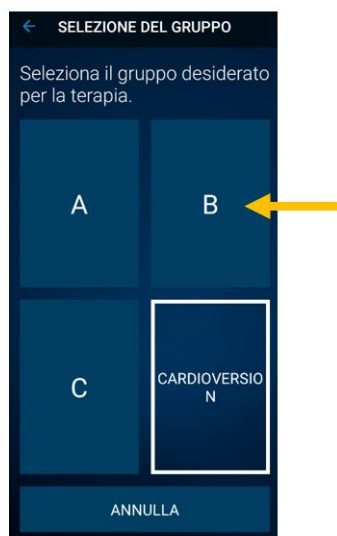 SELEZIONE DEL GRUPPO
Seleziona il gruppo desiderato
per la terapia.
A
B
C
CARDIOVERSIO
N
ANNULLA